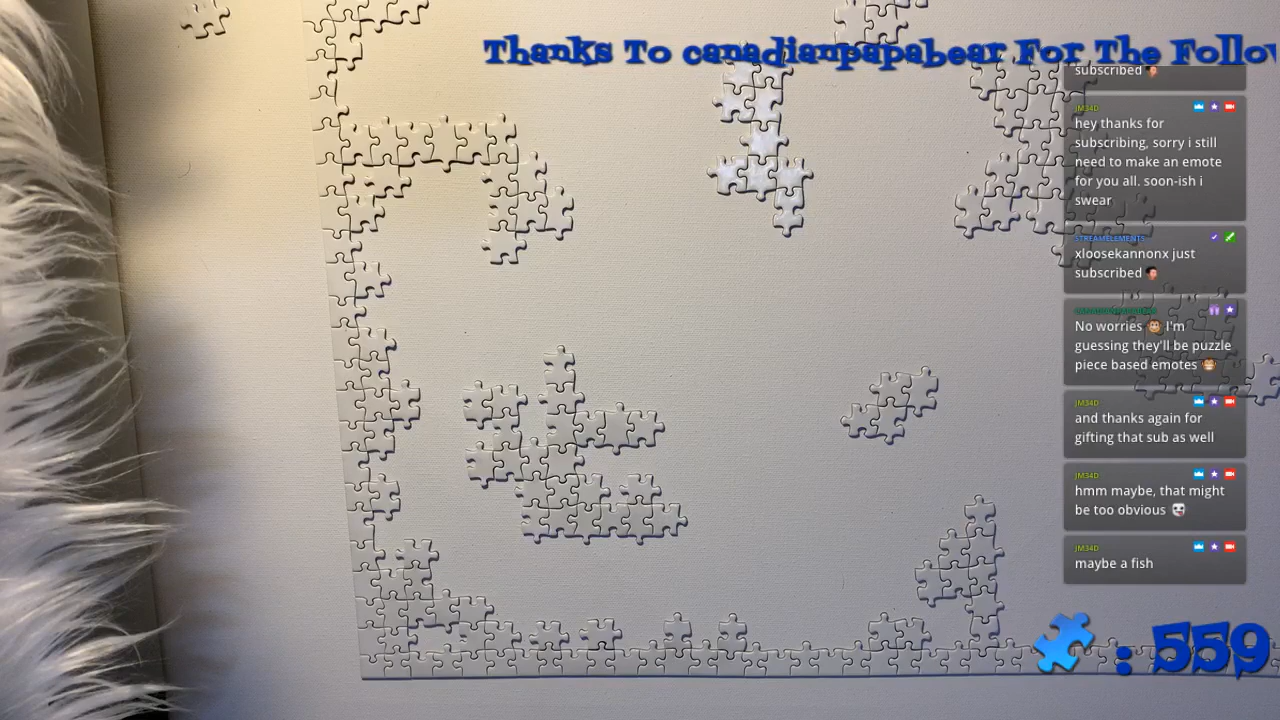 Thanks To canadianpapabear For The Follow
subscribed
JM34D
hey thanks for
subscribing, sorry i still
need to make an emote
for you all. soon-ish i
swear
STREAMELEMENTS
xloosekannonx just
subscribed
CANADIANPAPABEAR
No worries 🐵 I'm
guessing they'll be puzzle
piece based emotes 🐵
JM34D
and thanks again for
gifting that sub as well
JM34D
hmm maybe, that might
be too obvious
JM34D
maybe a fish
: 559